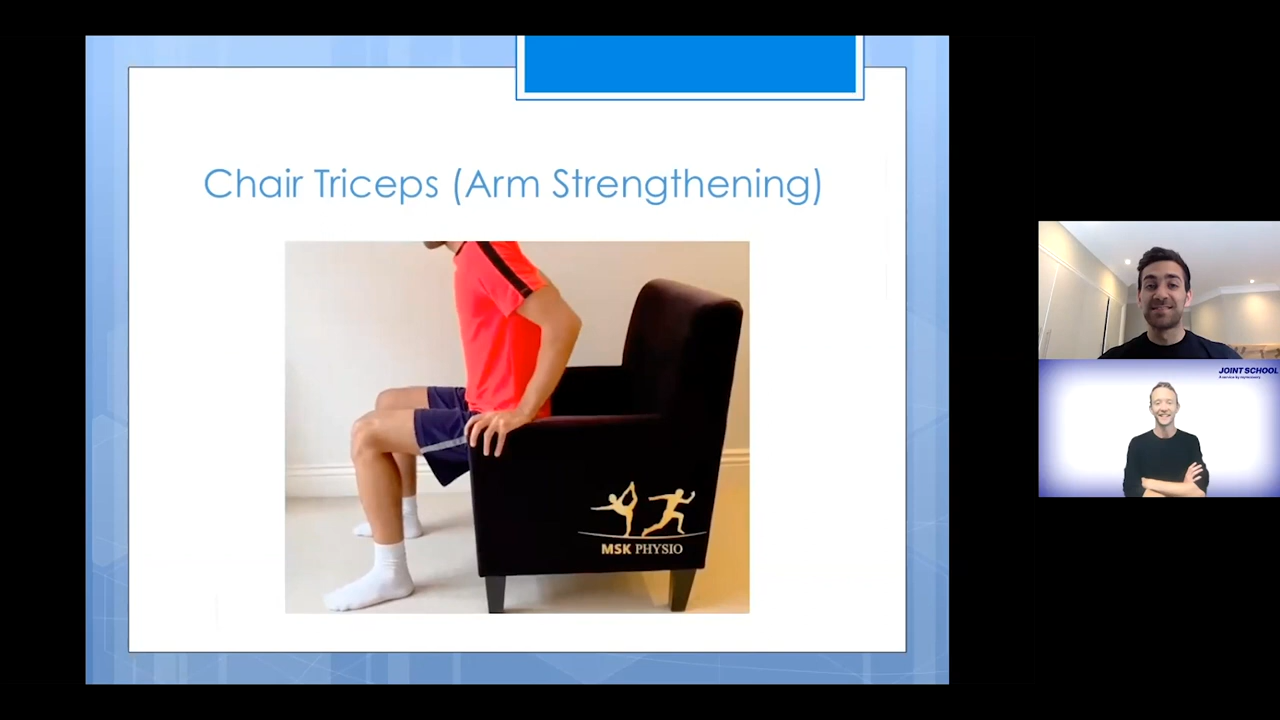 Chair Triceps (Arm Strengthening)
MSK PHYSIO
JOINT SCHOOL